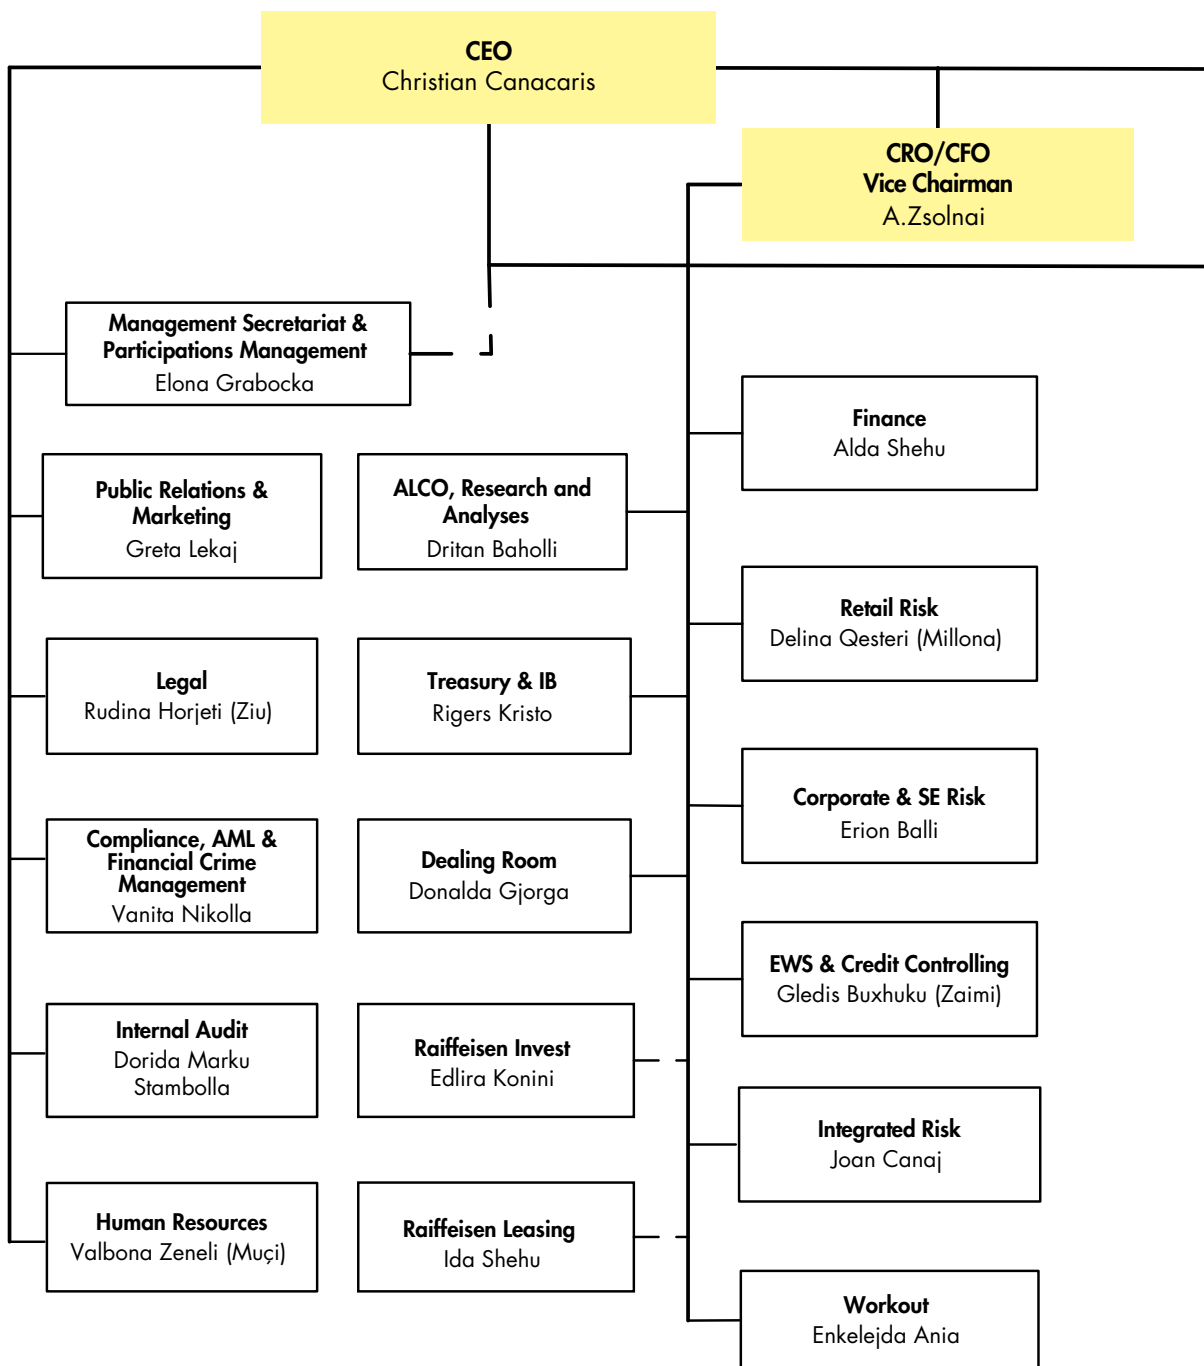 CEO
Christian Canacaris
CRO/CFO
Vice Chairman
A.Zsolnai
Management Secretariat &
Participations Management
Elona Grabocka
Public Relations &
Marketing
Greta Lekaj
Legal
Rudina Horjeti (Ziu)
Compliance, AML &
Financial Crime
Management
Vanita Nikolla
Internal Audit
Dorida Marku
Stambolla
Human Resources
Valbona Zeneli (Muçi)
ALCO, Research and
Analyses
Dritan Baholli
Treasury & IB
Rigers Kristo
Dealing Room
Donalda Gjorga
Raiffeisen Invest
Edlira Konini
Raiffeisen Leasing
Ida Shehu
Finance
Alda Shehu
Retail Risk
Delina Qesteri (Millona)
Corporate & SE Risk
Erion Balli
EWS & Credit Controlling
Gledis Buxhuku (Zaimi)
Integrated Risk
Joan Canaj
Workout
Enkelejda Ania